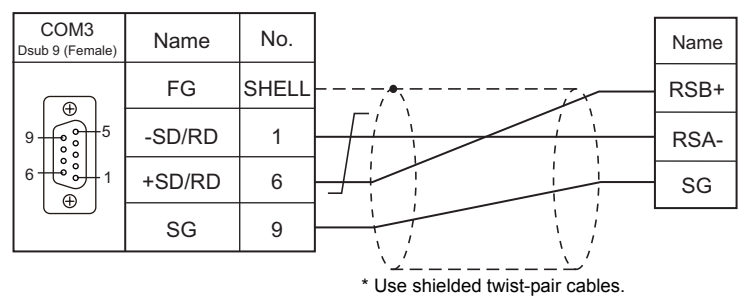 COM3
Dsub 9 (Female)
Name
No.
Name
FG
SHELL
RSB+
9
5
-SD/RD
1
RSA-
6
1
+SD/RD
6
SG
SG
9
* Use shielded twist-pair cables.